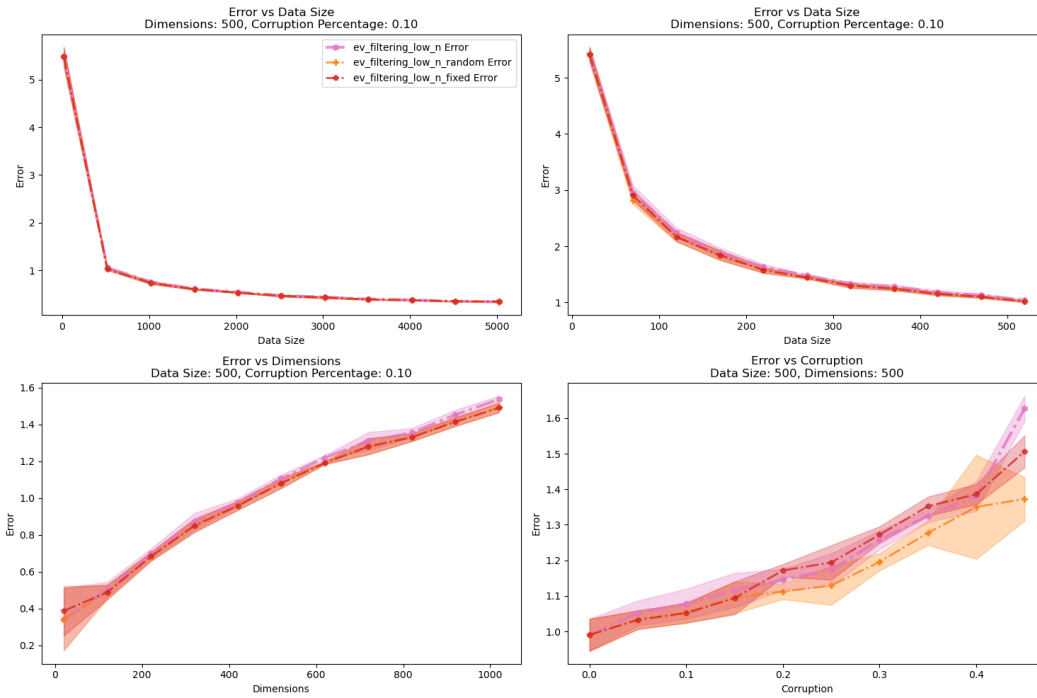 Error vs Data Size
Dimensions: 500, Corruption Percentage: 0.10
Error
5
4
3
2
1
ev_filtering_low_n Error
ev_filtering_low_n_random Error
ev_filtering_low_n_fixed Error
0
1000
2000
3000
4000
5000
Data Size
Error vs Data Size
Dimensions: 500, Corruption Percentage: 0.10
Error
5
4
3
2
1
0
100
200
300
400
500
Data Size
Error vs Dimensions
Data Size: 500, Corruption Percentage: 0.10
Error
1.6
1.4
1.2
1.0
0.8
0.6
0.4
0.2
0
200
400
600
800
1000
Dimensions
Error vs Corruption
Data Size: 500, Dimensions: 500
Error
1.6
1.5
1.4
1.3
1.2
1.1
1.0
0.0
0.1
0.2
0.3
0.4
Corruption